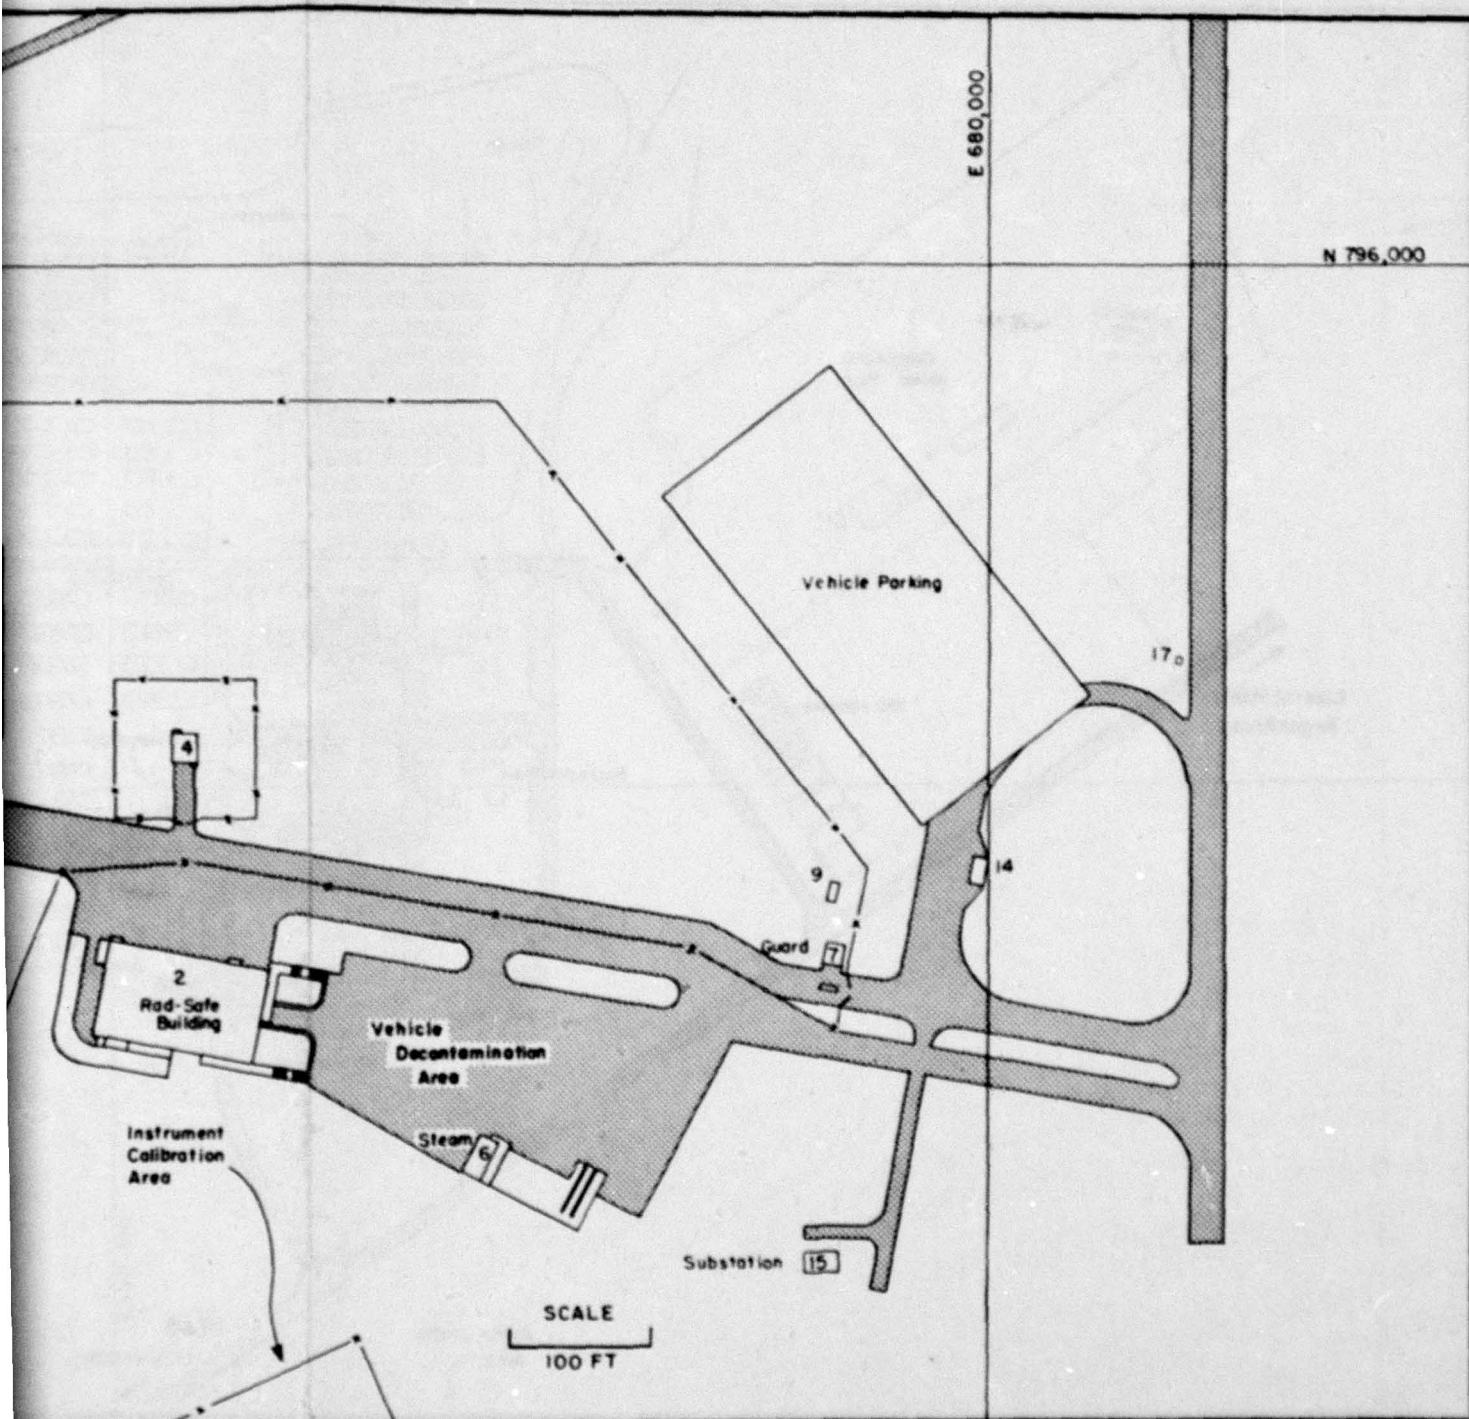 E 680,000
N 796,000
Vehicle Parking
17
4
9
14
Guard
7
2
Rad-Safe
Building
Vehicle
Decontamination
Area
Instrument
Calibration
Area
Steam
6
Substation
15
SCALE
100 FT